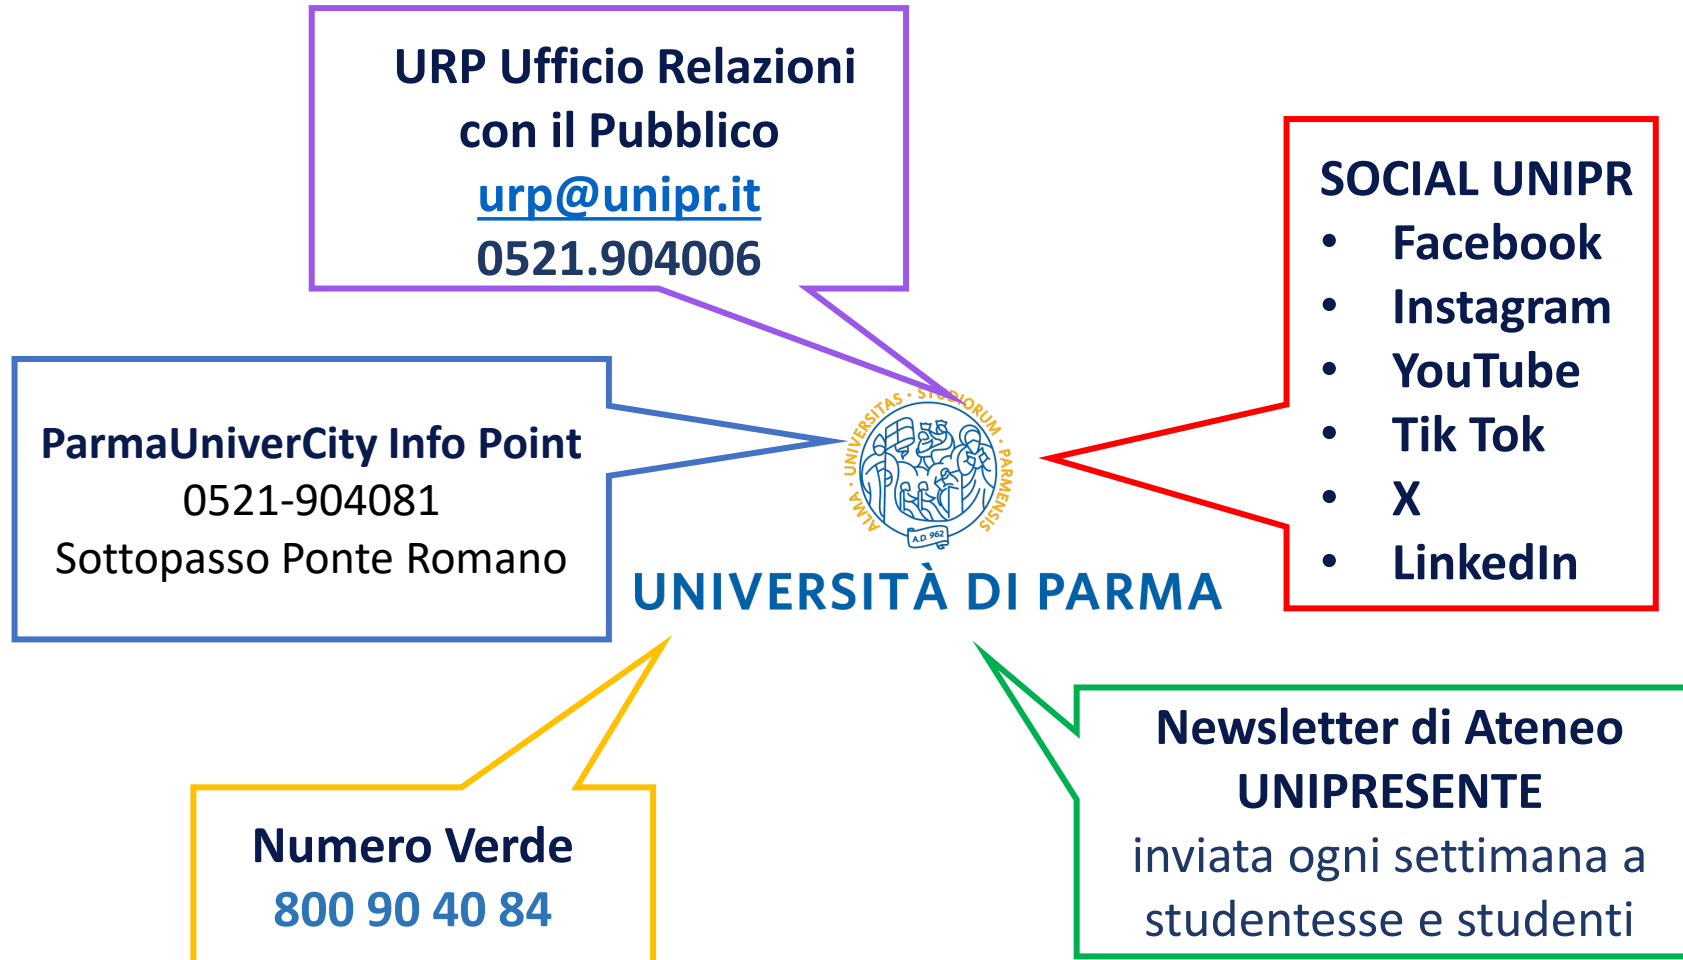 URP Ufficio Relazioni
con il Pubblico
urp@unipr.it
0521.904006
SOCIAL UNIPR
• Facebook
• Instagram
• YouTube
• Tik Tok
• X
• LinkedIn
ParmaUniverCity Info Point
0521-904081
Sottopasso Ponte Romano
ALMA · UNIVERSITAS · STUDIORUM · PARMENSIS
A.D. 962
UNIVERSITÀ DI PARMA
Numero Verde
800 90 40 84
Newsletter di Ateneo
UNIPRESENTE
inviata ogni settimana a
studentesse e studenti